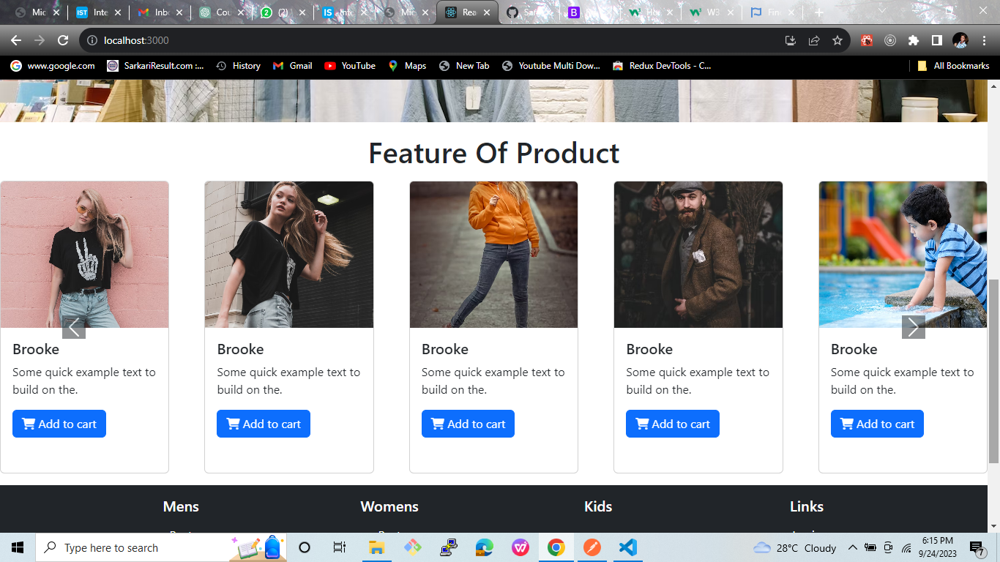 Mic
Inte
Inbo
Cou
(2)
Inte
Mic
Rea
San
Ho
W3
Fin
localhost:3000
www.google.com
SarkariResult.com :...
History
Gmail
YouTube
Maps
New Tab
Youtube Multi Dow...
Redux DevTools - C...
All Bookmarks
Feature Of Product
Brooke
Some quick example text to
build on the.
Add to cart
Brooke
Some quick example text to
build on the.
Add to cart
Brooke
Some quick example text to
build on the.
Add to cart
Brooke
Some quick example text to
build on the.
Add to cart
Brooke
Some quick example text to
build on the.
Add to cart
Mens
Womens
Kids
Links
Type here to search
28°C Cloudy
6:15 PM
9/24/2023
7